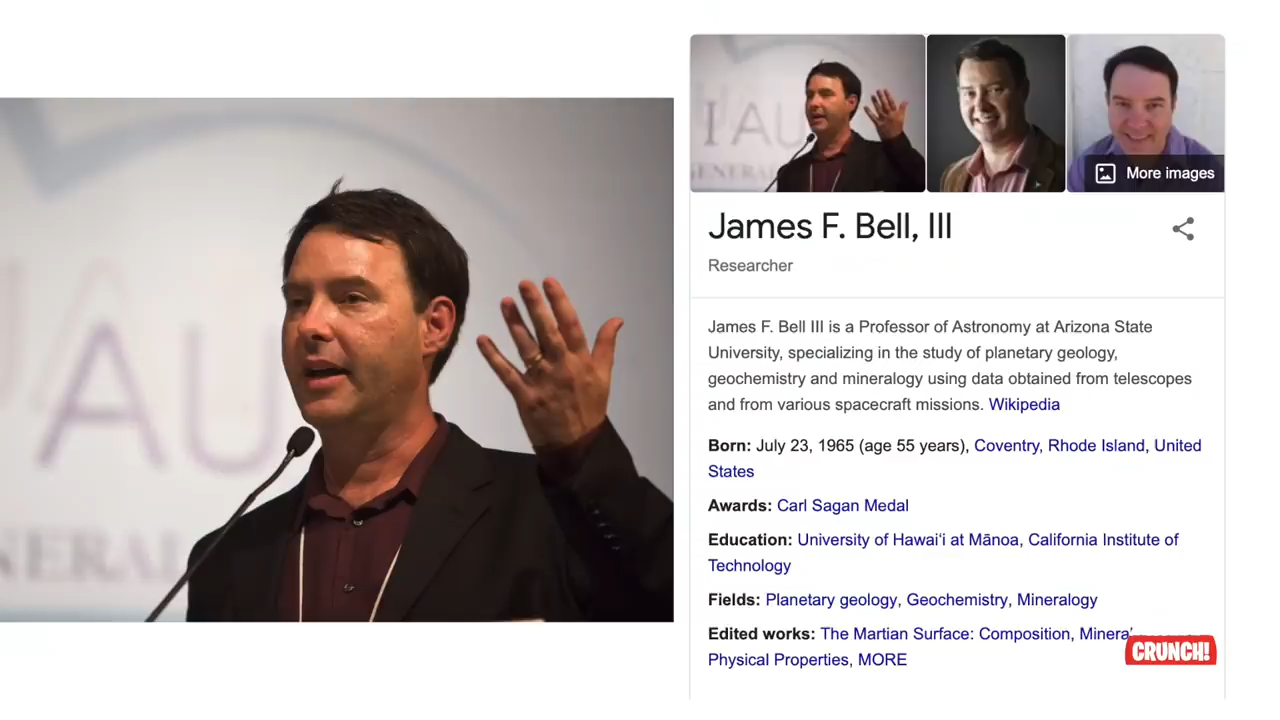 AU
NERAL
I AU
GENERAL
More images
James F. Bell, III
Researcher
James F. Bell III is a Professor of Astronomy at Arizona State
University, specializing in the study of planetary geology,
geochemistry and mineralogy using data obtained from telescopes
and from various spacecraft missions. Wikipedia
Born: July 23, 1965 (age 55 years), Coventry, Rhode Island, United
States
Awards: Carl Sagan Medal
Education: University of Hawaiʻi at Mānoa, California Institute of
Technology
Fields: Planetary geology, Geochemistry, Mineralogy
Edited works: The Martian Surface: Composition,
Physical Properties, MORE
CRUNCH!